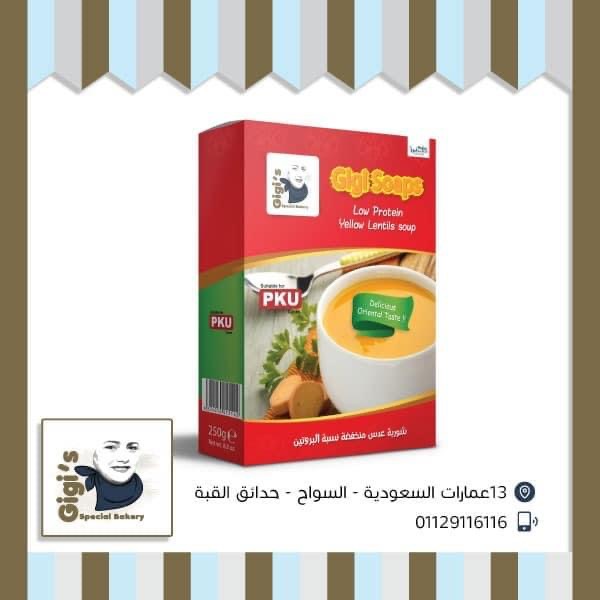 Gigi's
Special Bakery
Gigi Soaps
Low Protein
Yellow Lentils soup
Suitable for
PKU
Delicious
Oriental Taste !!
PKU
250g℮
شوربة عدس منخفضة نسبة البروتين
Gigi's
Special Bakery
13عمارات السعودية - السواح - حدائق القبة
01129116116